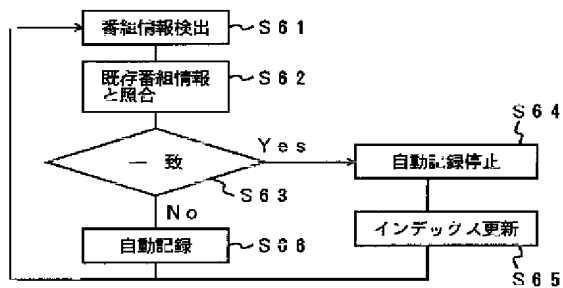 番組情報検出
S61
既存番組情報
と照合
S62
一致
Yes
S63
No
自動記録
S66
S64
自動記録停止
インデックス更新
S65